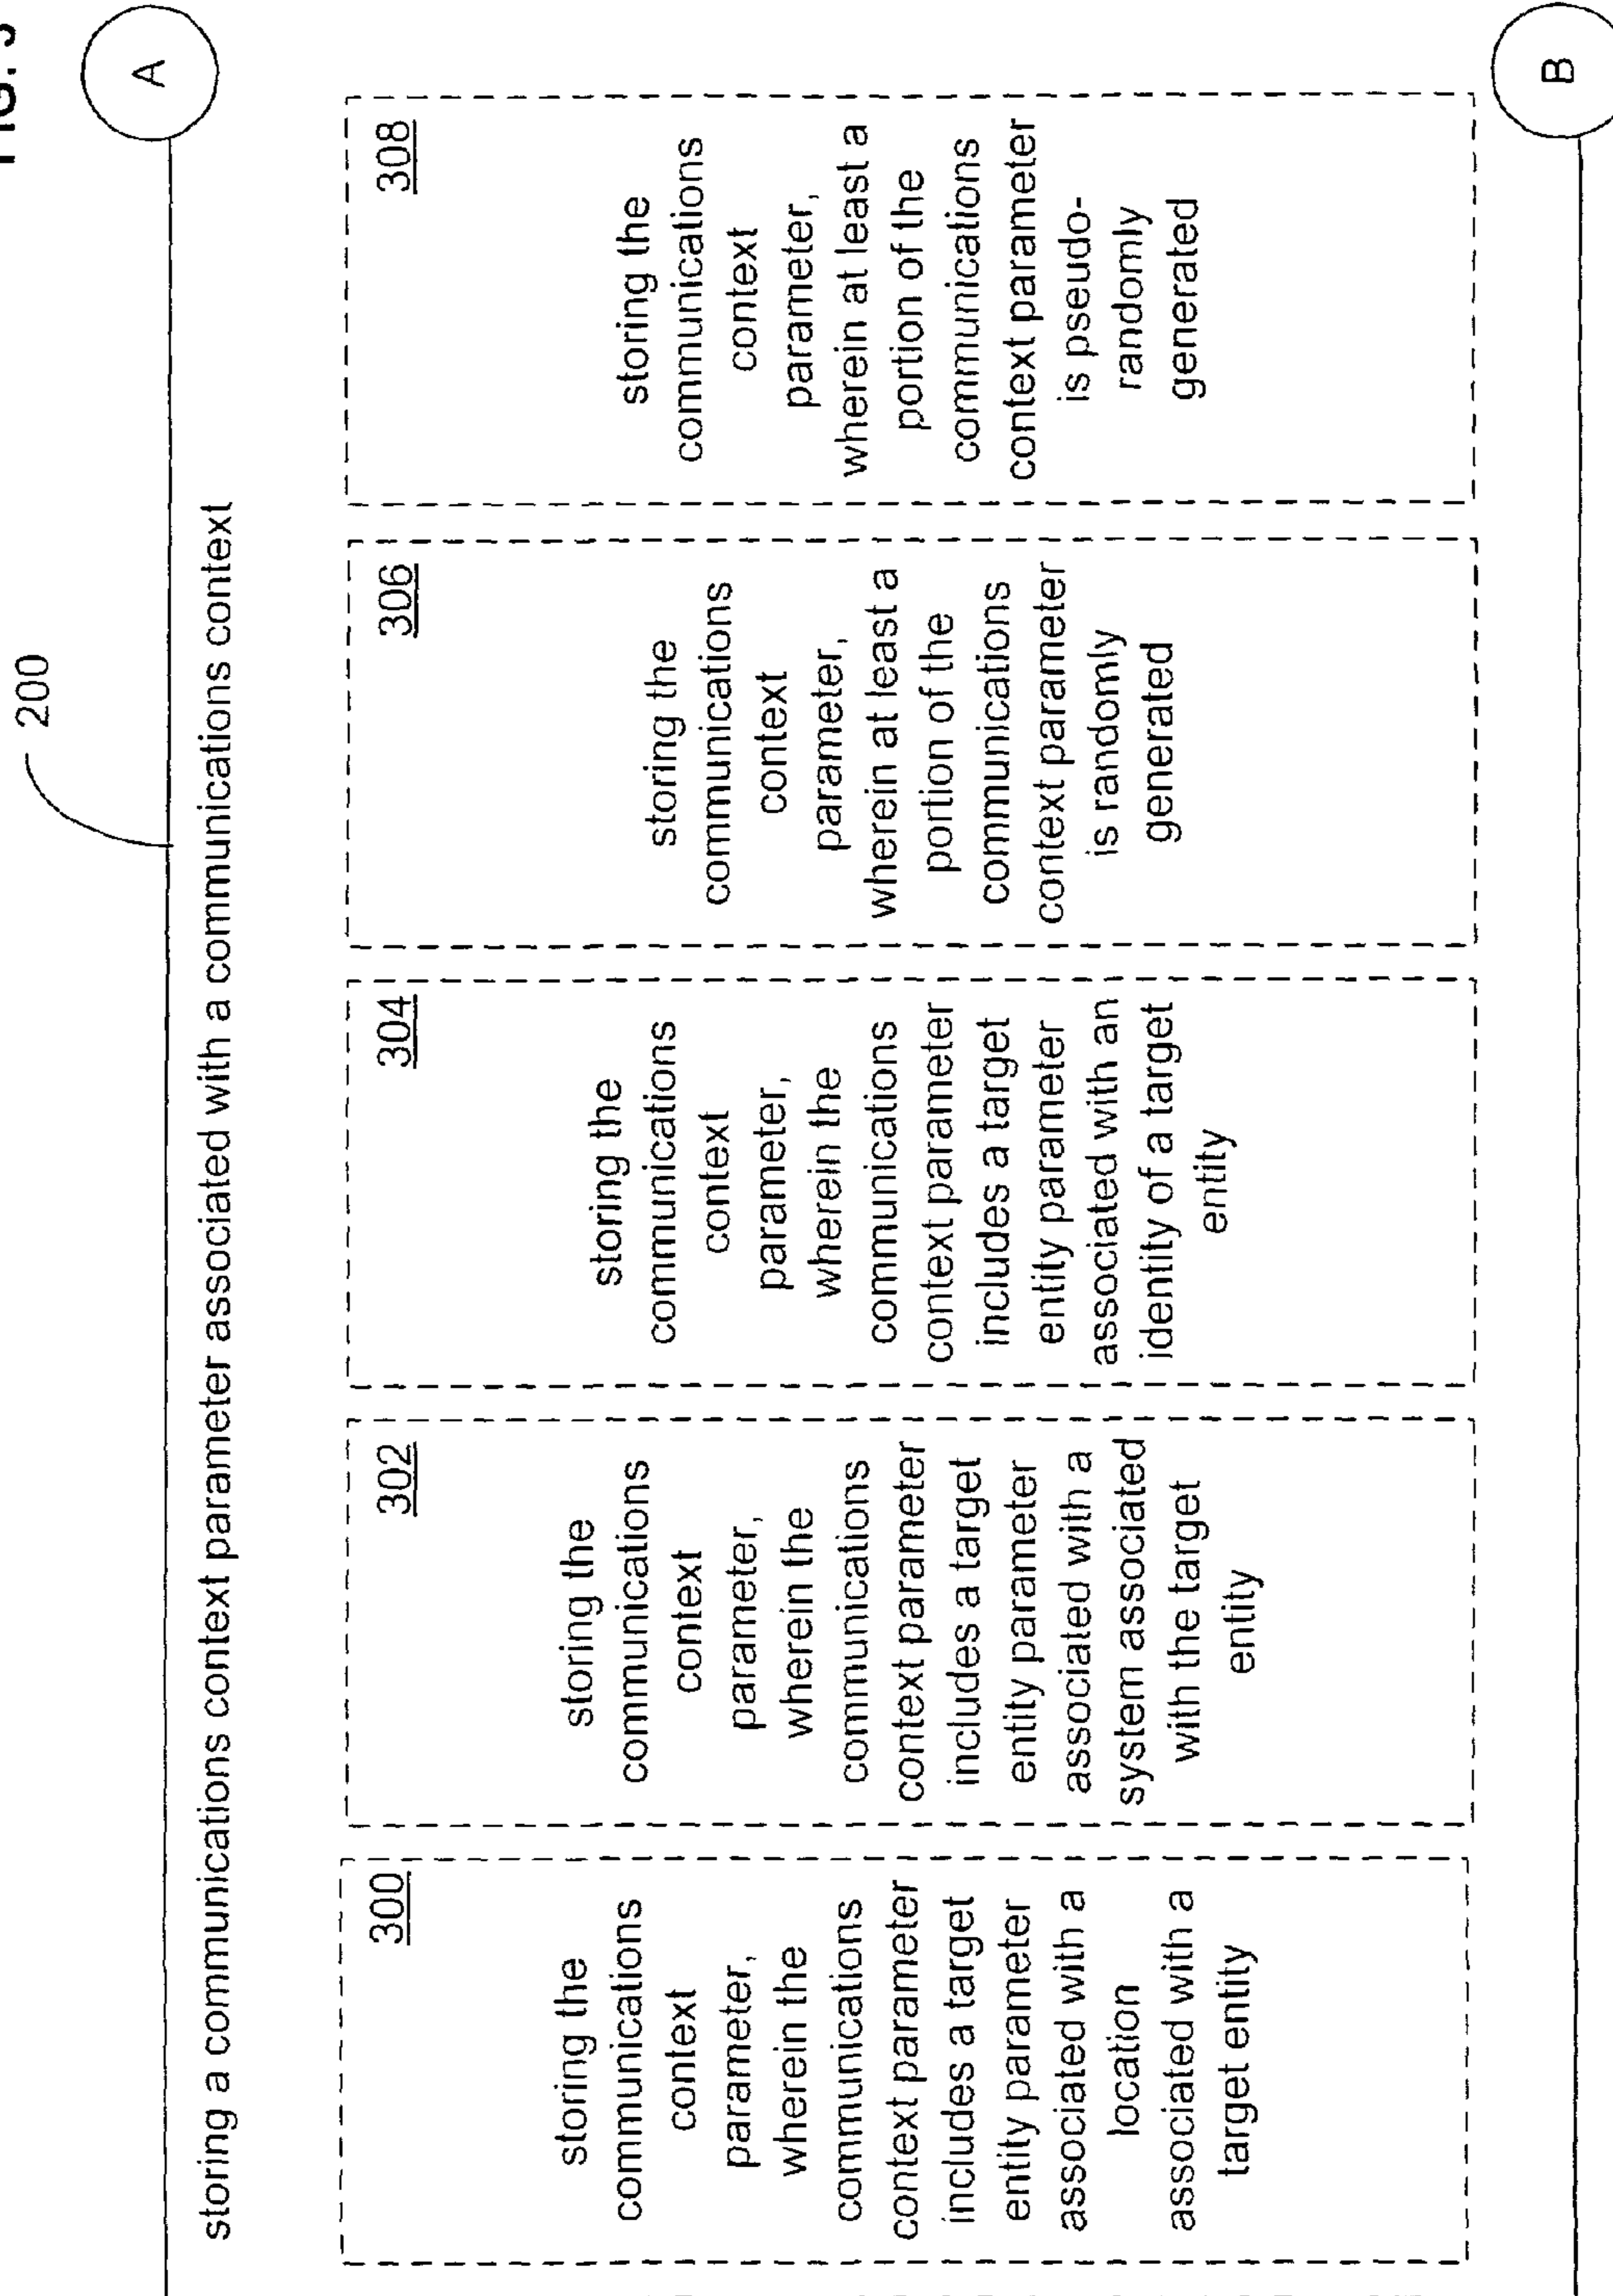 200
A
storing a communications context parameter associated with a communications context
300
storing the
communications
context
parameter,
wherein the
communications
context parameter
includes a target
entity parameter
associated with a
location
associated with a
target entity
302
storing the
communications
context
parameter,
wherein the
communications
context parameter
includes a target
entity parameter
associated with a
system associated
with the target
entity
304
storing the
communications
context
parameter,
wherein the
communications
context parameter
includes a target
entity parameter
associated with an
identity of a target
entity
306
storing the
communications
context
parameter,
wherein at least a
portion of the
communications
context parameter
is randomly
generated
308
storing the
communications
context
parameter,
wherein at least a
portion of the
communications
context parameter
is pseudo-
randomly
generated
B